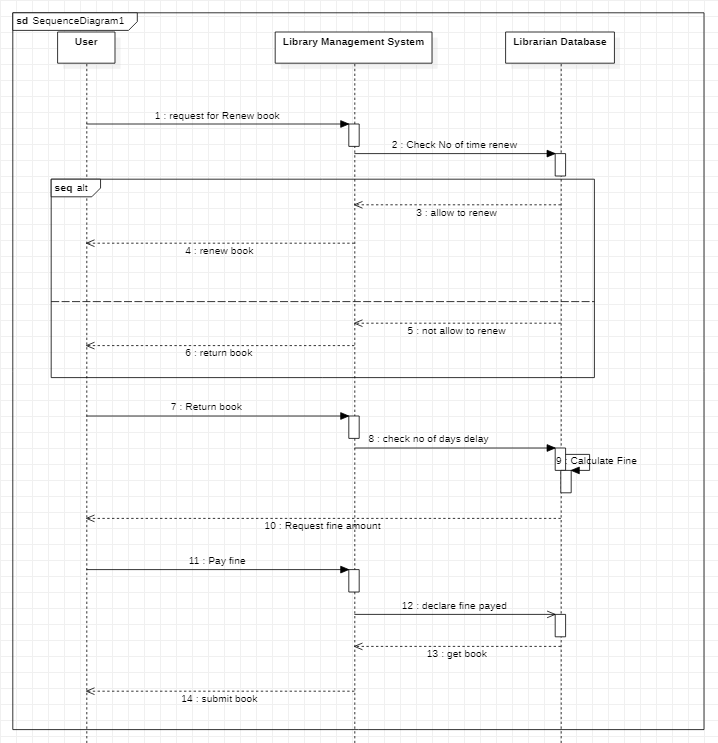 sd SequenceDiagram1
User
Library Management System
Librarian Database
1 : request for Renew book
2 : Check No of time renew
seq alt
3 : allow to renew
4 : renew book
5 : not allow to renew
6 : return book
7 : Return book
8 : check no of days delay
9 : Calculate Fine
10 : Request fine amount
11 : Pay fine
12 : declare fine payed
13 : get book
14 : submit book